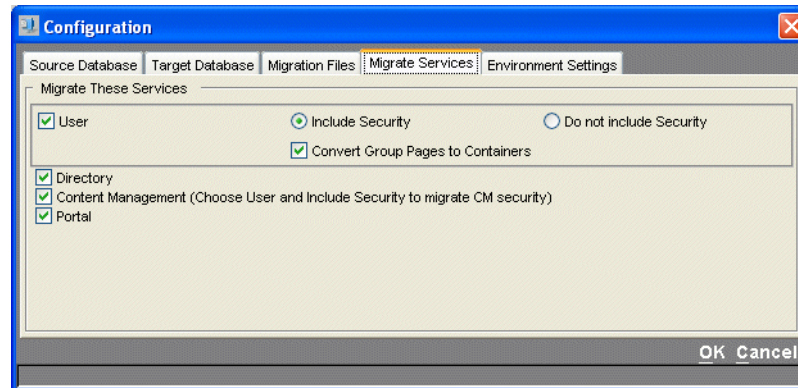 Configuration
Source Database Target Database Migration Files Migrate Services Environment Settings
Migrate These Services
User Include Security Do not include Security
Convert Group Pages to Containers
Directory
Content Management (Choose User and Include Security to migrate CM security)
Portal
OK Cancel